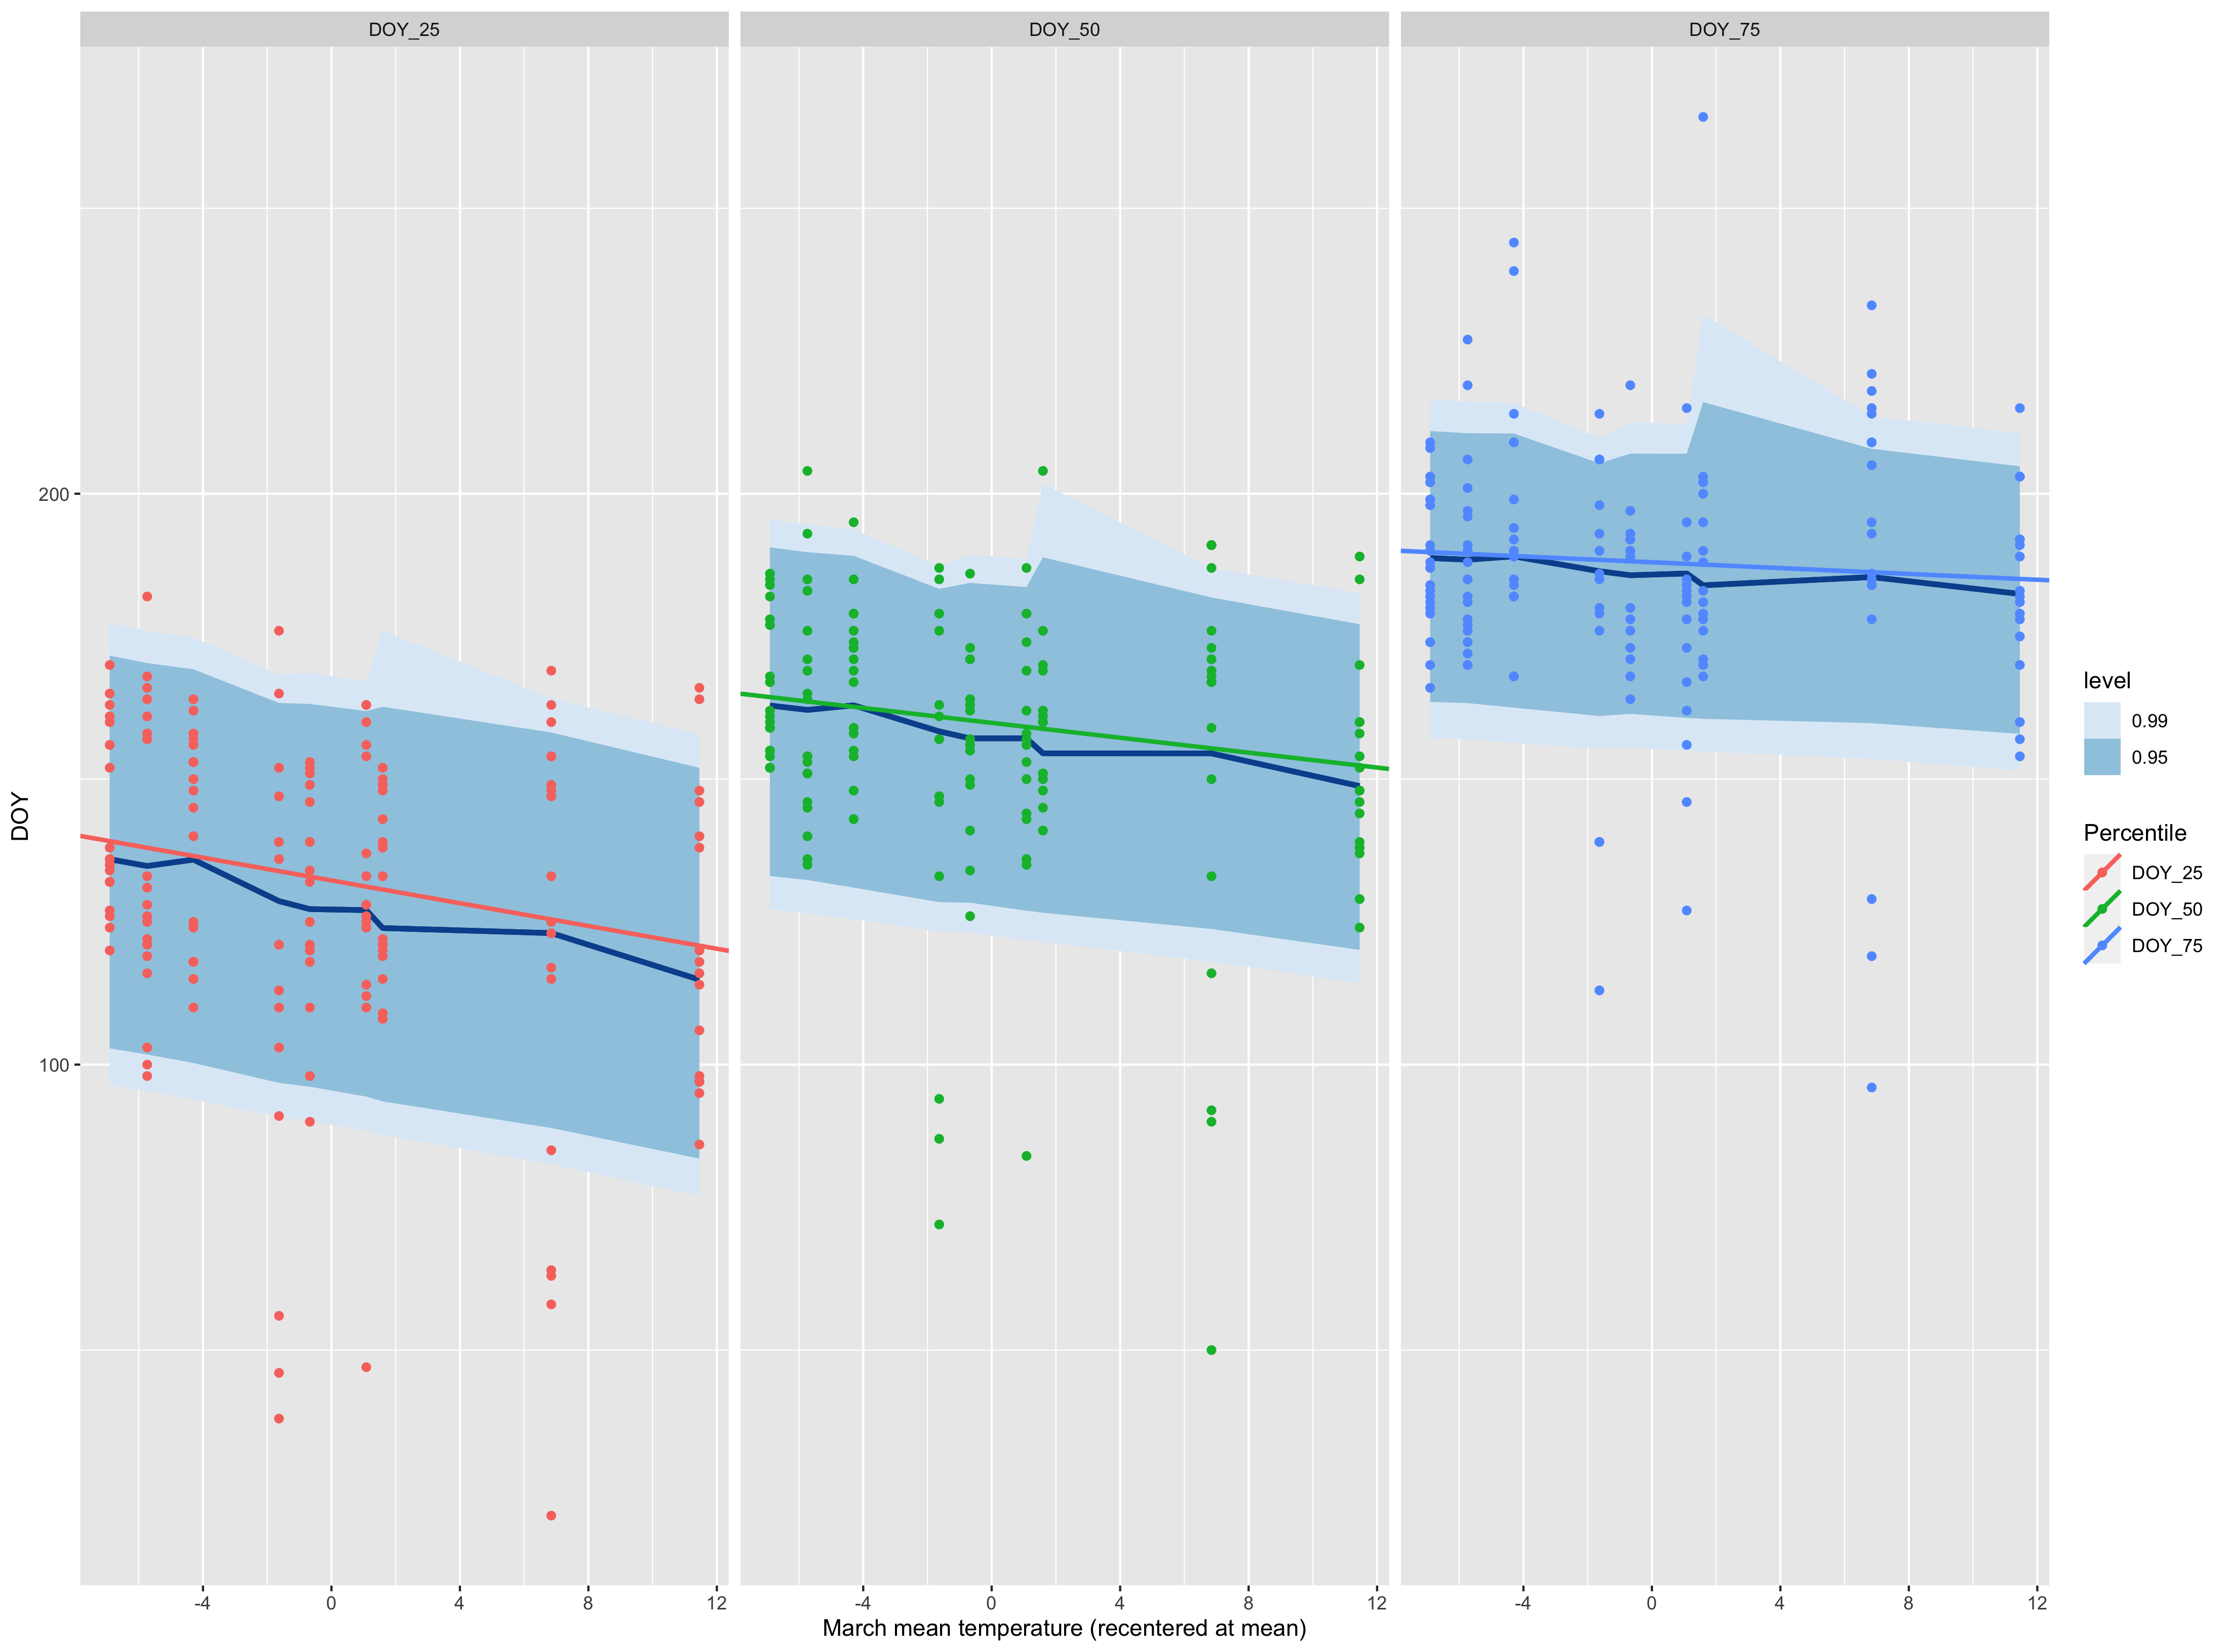 DOY_25
DOY_50
DOY_75
200
100
DOY
-4 0 4 8 12
-4 0 4 8 12
-4 0 4 8 12
March mean temperature (recentered at mean)
level
0.99
0.95
Percentile
DOY_25
DOY_50
DOY_75